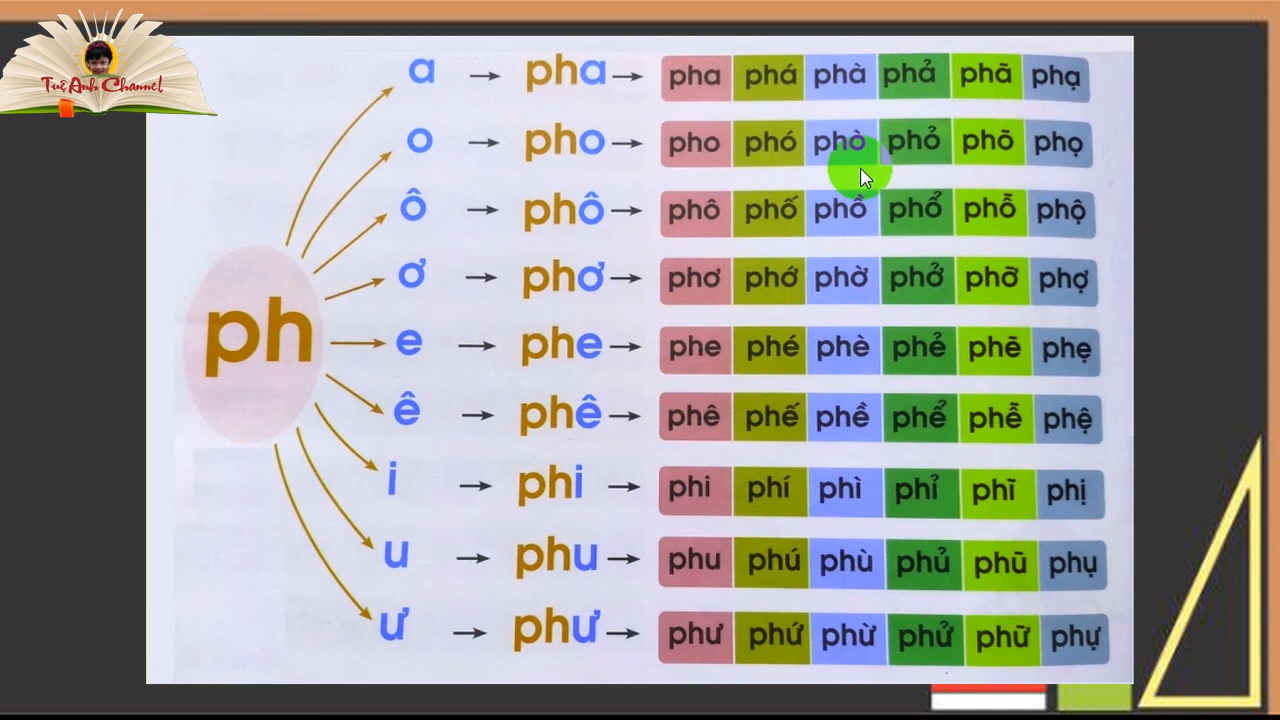 Tuệ Anh Channel
a → pha → pha phá phà phả phã phạ
o → pho → pho phó phò phỏ phõ phọ
ô → phô → phô phố phồ phổ phỗ phộ
ơ → phơ → phơ phớ phờ phở phỡ phợ
ph e → phe → phe phé phè phẻ phẽ phẹ
ê → phê → phê phế phề phể phễ phệ
i → phi → phi phí phì phỉ phĩ phị
u → phu → phu phú phù phủ phũ phụ
ư → phư → phư phứ phừ phử phữ phự